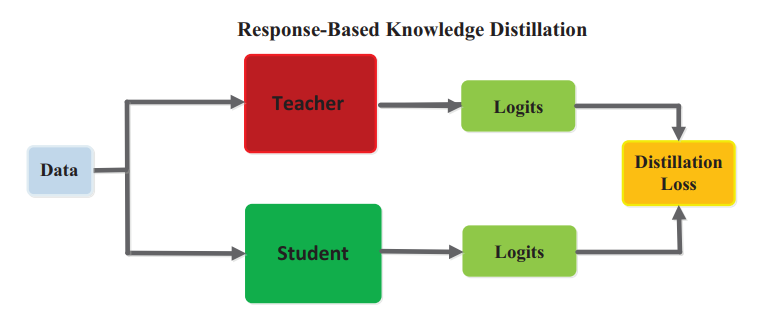 Response-Based Knowledge Distillation
Teacher
Logits
Data
Distillation
Loss
Student
Logits